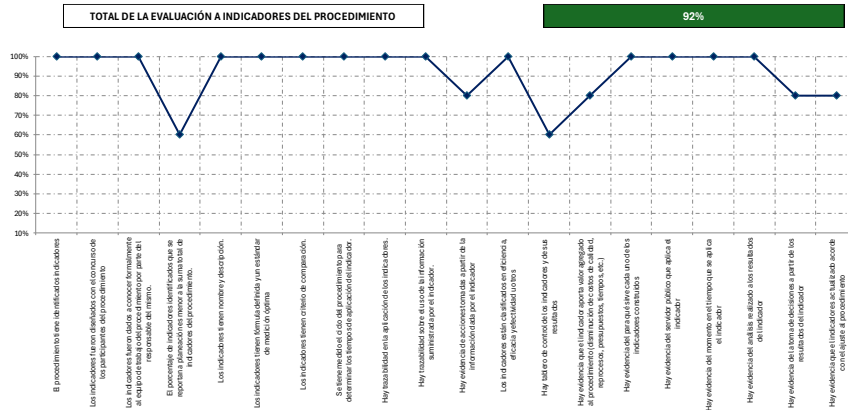 TOTAL DE LA EVALUACIÓN A INDICADORES DEL PROCEDIMIENTO
92%
100%
90%
80%
70%
60%
50%
40%
30%
20%
10%
El procedimiento tiene identificados indicadores
Los indicadores fueron diseñados con el concurso de
los participantes del procedimiento
Los indicadores fueron dados a conocer formalmente
al equipo de trabajo del procedimiento por parte del
responsable del mismo.
El porcentaje de indicadores identificados que se
reportan a planeación es menor a la suma total de
indicadores del procedimiento.
Los indicadores tienen nombre y descripción.
Los indicadores tienen fórmula definida y un estándar
de medición óptima
Los indicadores tienen criterio de comparación.
Se tiene medido el ciclo del procedimiento para
determinar los tiempos de aplicación del indicador.
Hay trazabilidad en la aplicación de los indicadores.
Hay trazabilidad sobre el uso de la información
suministrada por el indicador.
Hay evidencia de acciones tomadas a partir de la
información dada por el indicador
Los indicadores están clasificados en eficiencia,
eficacia y efectividad u otros
Hay tablero de control de los indicadores y de sus
resultados
Hay evidencia que el indicador aporta valor agregado
al procedimiento (disminución de costos de calidad,
reprocesos, presupuestos, tiempos, etc.)
Hay evidencia del para qué sirve cada uno de los
indicadores construidos
Hay evidencia del servidor público que aplica el
indicador
Hay evidencia del momento en el tiempo que se aplica
el indicador
Hay evidencia del análisis realizado a los resultados
del indicador
Hay evidencia de la toma de decisiones a partir de los
resultados del indicador
Hay evidencia que el indicador es actualizado acorde
con el ajuste al procedimiento